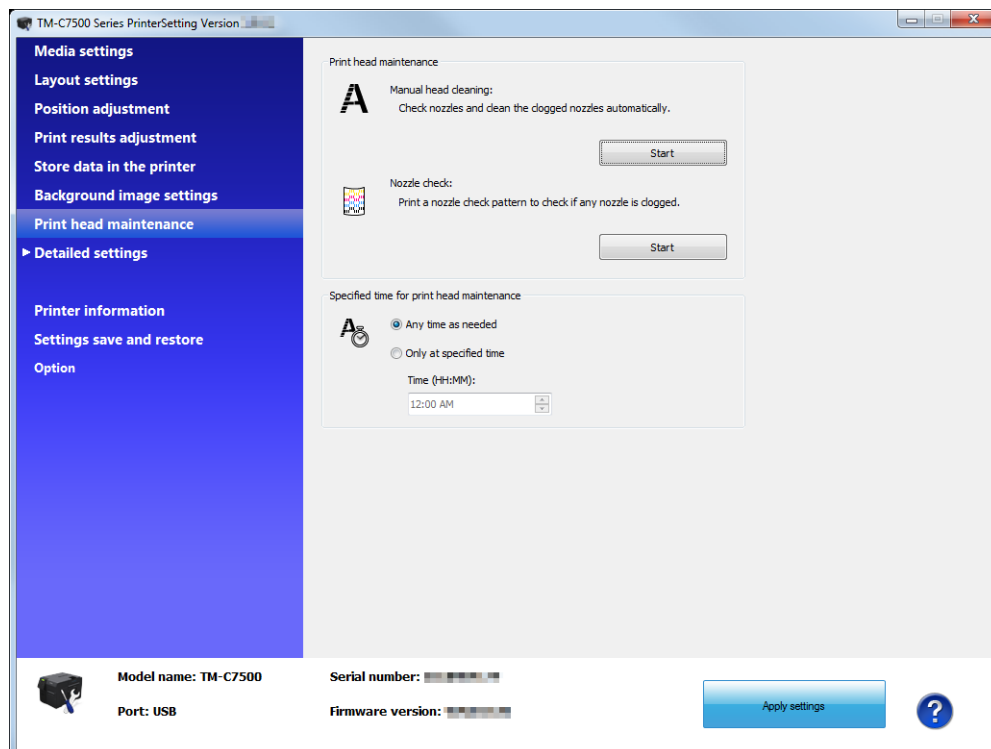 TM-C7500 Series PrinterSetting Version
Media settings
Layout settings
Position adjustment
Print results adjustment
Store data in the printer
Background image settings
Print head maintenance
Detailed settings
Printer information
Settings save and restore
Option
Print head maintenance
Manual head cleaning:
Check nozzles and clean the clogged nozzles automatically.
Start
Nozzle check:
Print a nozzle check pattern to check if any nozzle is clogged.
Start
Specified time for print head maintenance
Any time as needed
Only at specified time
Time (HH:MM):
12:00 AM
Model name: TM-C7500
Port: USB
Serial number:
Firmware version:
Apply settings
?